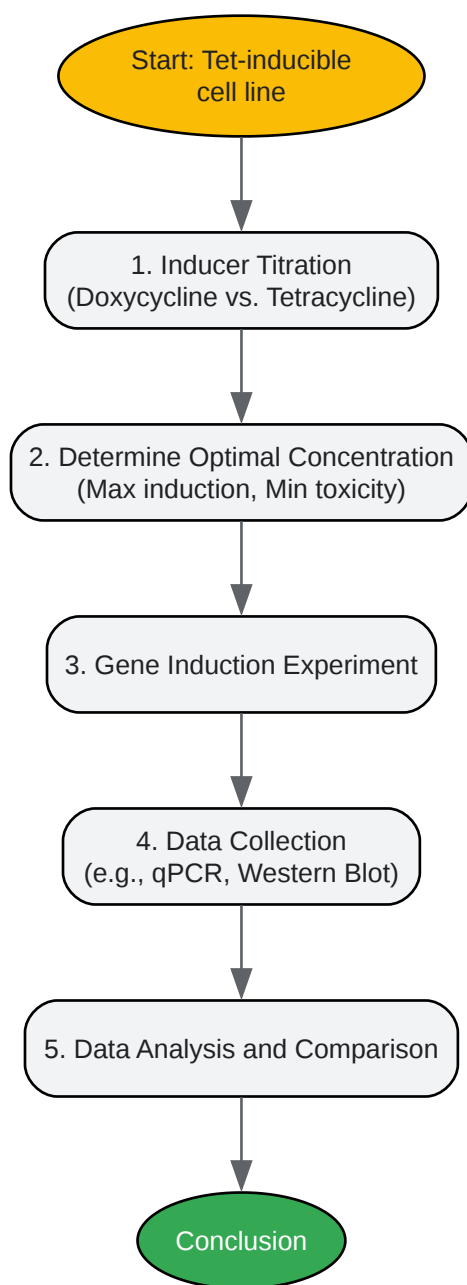 Start: Tet-inducible
cell line
1. Inducer Titration
(Doxycycline vs. Tetracycline)
2. Determine Optimal Concentration
(Max induction, Min toxicity)
3. Gene Induction Experiment
4. Data Collection
(e.g., qPCR, Western Blot)
5. Data Analysis and Comparison
Conclusion